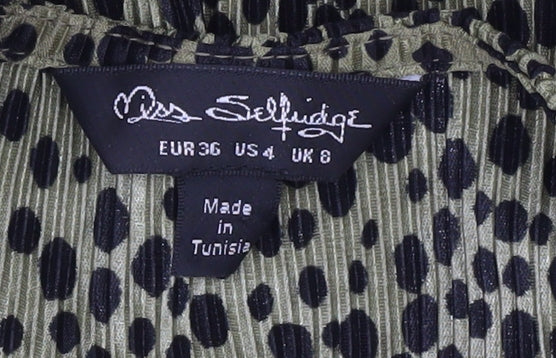 Miss Selfridge
EUR 36 US 4 UK 8
Made
in
Tunisia